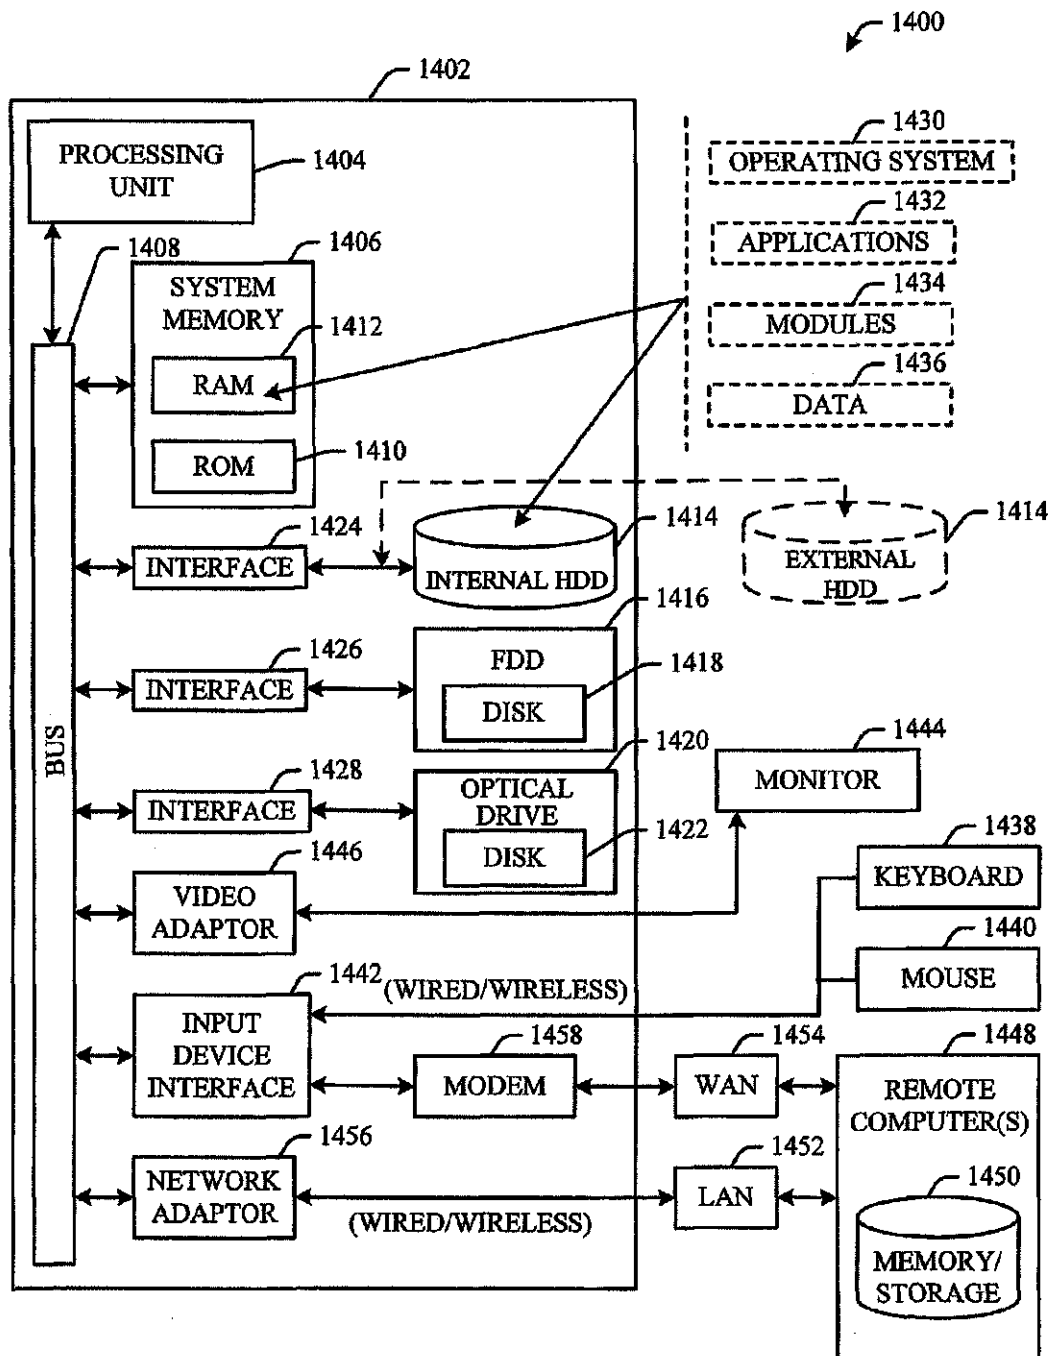 1400
1402
PROCESSING
UNIT
1404
1430
OPERATING SYSTEM
1432
APPLICATIONS
1434
MODULES
1436
DATA
1408
1406
SYSTEM
MEMORY
1412
RAM
ROM
1410
BUS
1424
INTERFACE
INTERNAL HDD
1414
EXTERNAL
HDD
1414
1426
INTERFACE
1416
FDD
1418
DISK
1428
INTERFACE
1420
OPTICAL
DRIVE
1422
DISK
1444
MONITOR
1446
VIDEO
ADAPTOR
1438
KEYBOARD
1440
MOUSE
1442
INPUT
DEVICE
INTERFACE
(WIRED/WIRELESS)
1458
MODEM
1454
WAN
1448
REMOTE
COMPUTER(S)
1456
NETWORK
ADAPTOR
(WIRED/WIRELESS)
1452
LAN
1450
MEMORY/
STORAGE